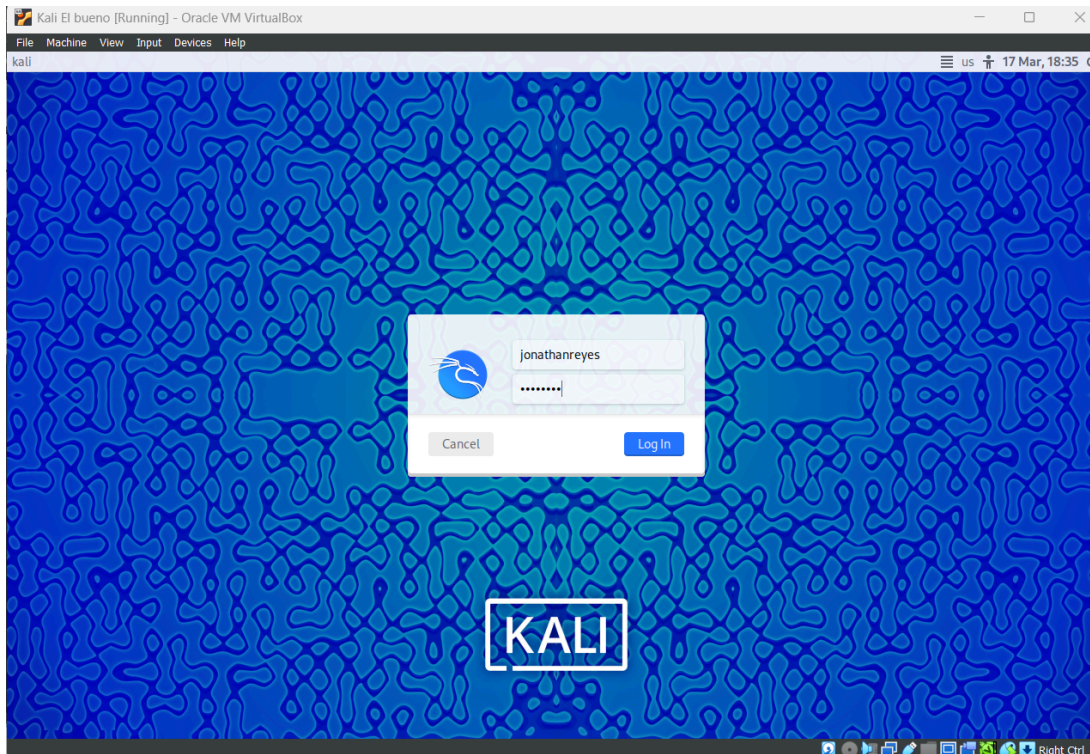 Kali El bueno [Running] - Oracle VM VirtualBox
File Machine View Input Devices Help
kali us 17 Mar, 18:35
jonathanreyes
••••••••
Cancel Log In
KALI
Right Ctrl